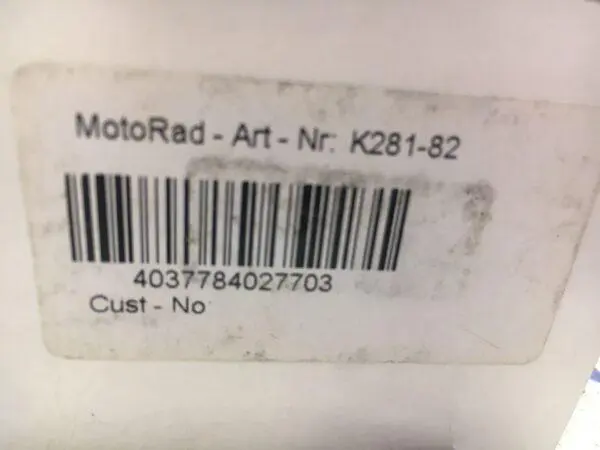 MotoRad - Art - Nr: K281-82
4037784027703
Cust - No